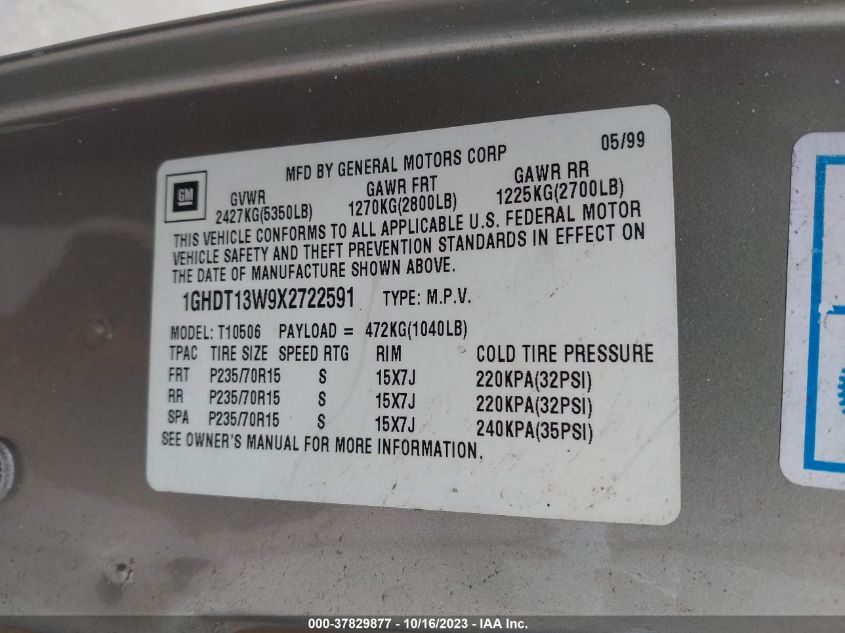 05/99
MFD BY GENERAL MOTORS CORP
GM
GVWR GAWR FRT GAWR RR
2427KG(5350LB) 1270KG(2800LB) 1225KG(2700LB)
THIS VEHICLE CONFORMS TO ALL APPLICABLE U.S. FEDERAL MOTOR
VEHICLE SAFETY AND THEFT PREVENTION STANDARDS IN EFFECT ON
THE DATE OF MANUFACTURE SHOWN ABOVE.
1GHDT13W9X2722591 TYPE: M.P.V.
MODEL: T10506 PAYLOAD = 472KG(1040LB)
TPAC TIRE SIZE SPEED RTG RIM COLD TIRE PRESSURE
FRT P235/70R15 S 15X7J 220KPA(32PSI)
RR P235/70R15 S 15X7J 220KPA(32PSI)
SPA P235/70R15 S 15X7J 240KPA(35PSI)
SEE OWNER'S MANUAL FOR MORE INFORMATION.
000-37829877 - 10/16/2023 - IAA Inc.